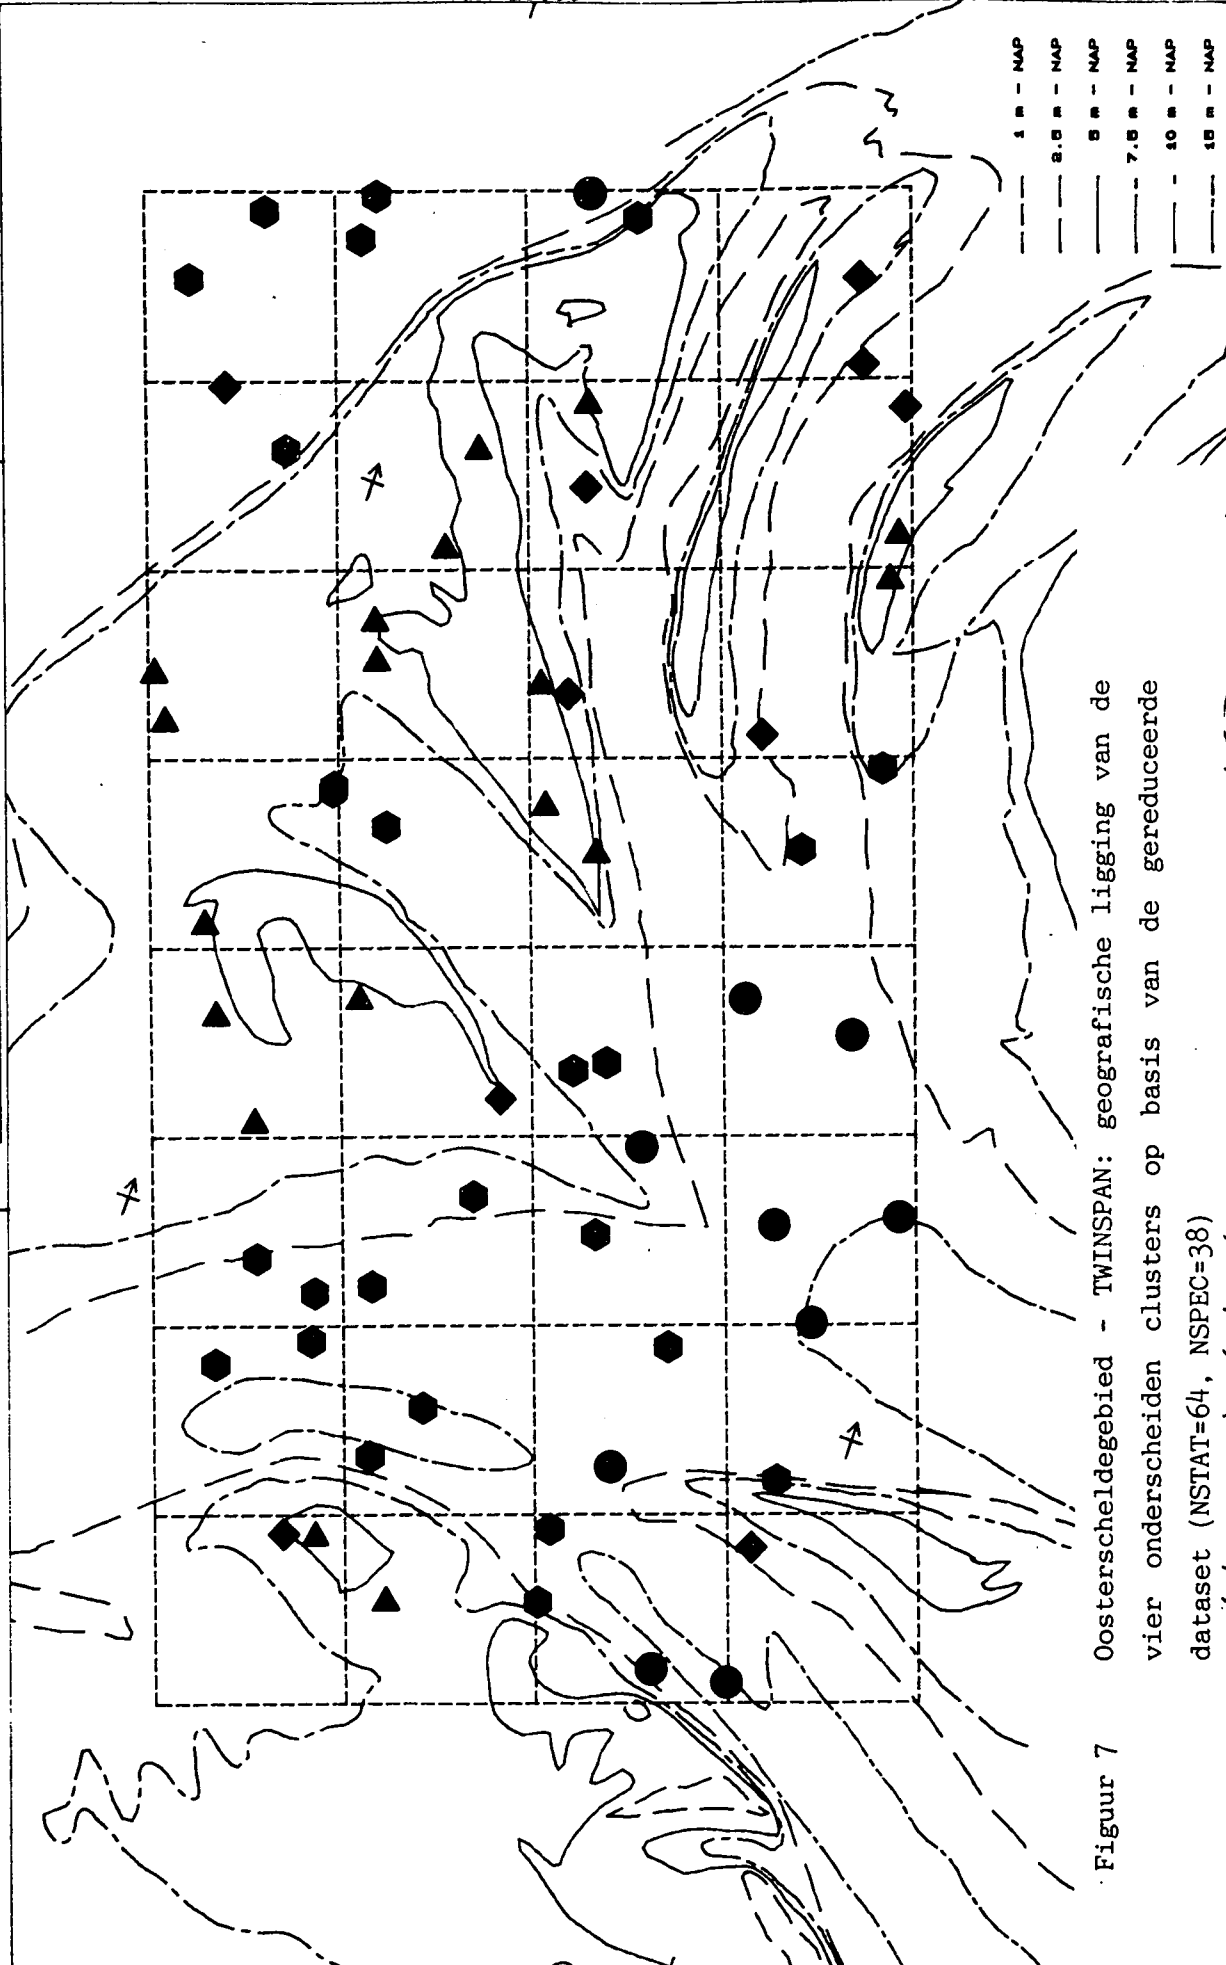 1 m - NAP
2.5 m - NAP
5 m - NAP
7.5 m - NAP
10 m - NAP
15 m - NAP
Figuur 7 Oosterscheldegebied - TWINSPAN: geografische ligging van de
vier onderscheiden clusters op basis van de gereduceerde
dataset (NSTAT=64, NSPEC=38)